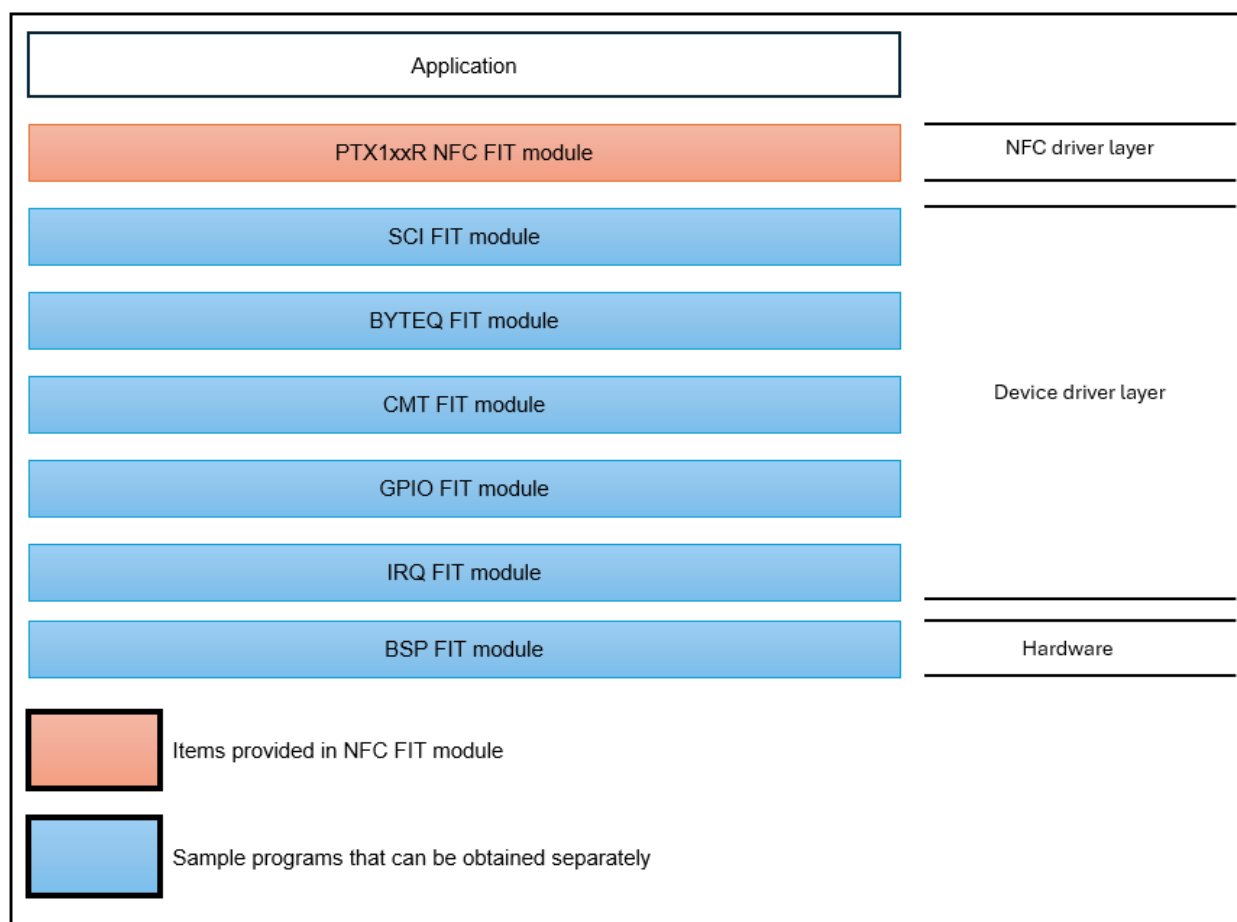 Application
PTX1xxR NFC FIT module
NFC driver layer
SCI FIT module
BYTEQ FIT module
CMT FIT module
Device driver layer
GPIO FIT module
IRQ FIT module
BSP FIT module
Hardware
Items provided in NFC FIT module
Sample programs that can be obtained separately